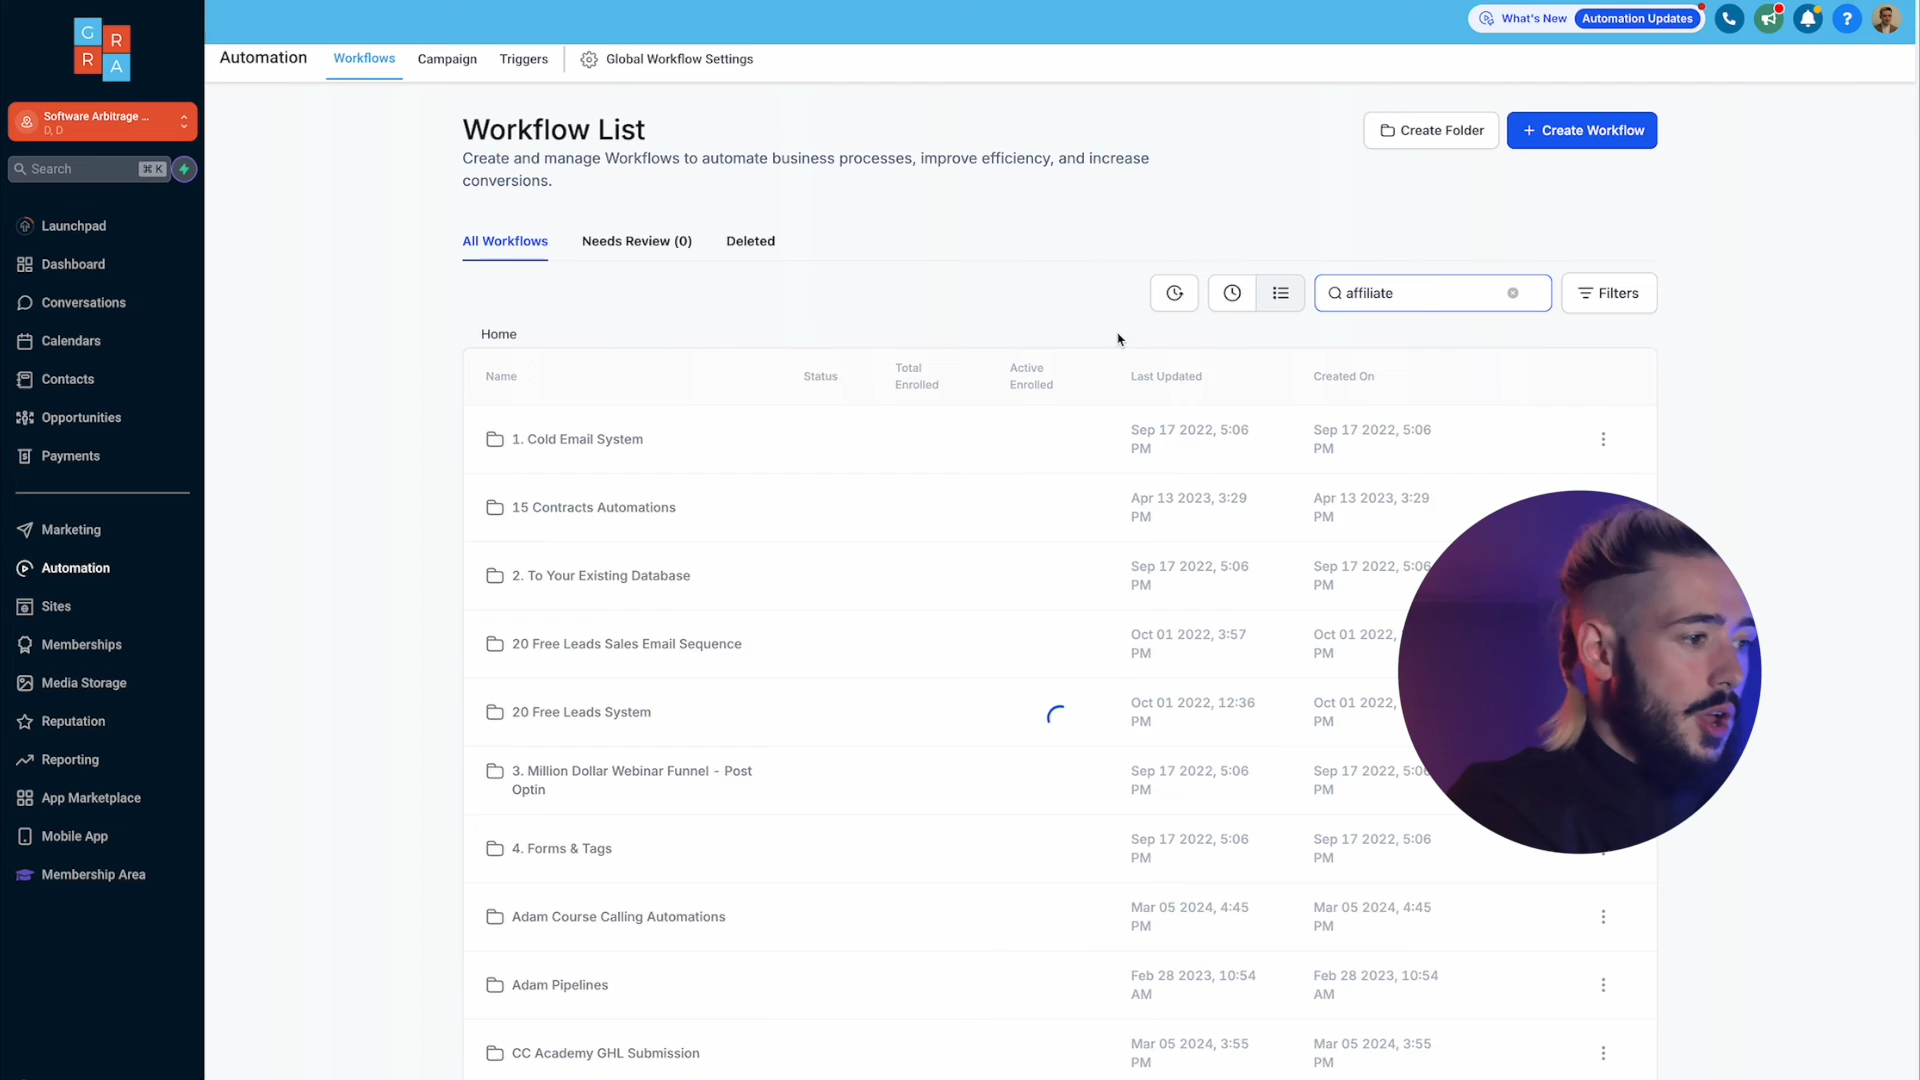 G R
R A
What's New
Automation Updates
Automation
Workflows
Campaign
Triggers
Global Workflow Settings
Software Arbitrage ...
D, D
Search
⌘ K
Launchpad
Dashboard
Conversations
Calendars
Contacts
Opportunities
Payments
Marketing
Automation
Sites
Memberships
Media Storage
Reputation
Reporting
App Marketplace
Mobile App
Membership Area
Workflow List
Create Folder
+ Create Workflow
Create and manage Workflows to automate business processes, improve efficiency, and increase
conversions.
All Workflows
Needs Review (0)
Deleted
affiliate
Filters
Home
Name
Status
Total
Enrolled
Active
Enrolled
Last Updated
Created On
1. Cold Email System
Sep 17 2022, 5:06
PM
Sep 17 2022, 5:06
PM
15 Contracts Automations
Apr 13 2023, 3:29
PM
Apr 13 2023, 3:29
PM
2. To Your Existing Database
Sep 17 2022, 5:06
PM
Sep 17 2022, 5:06
PM
20 Free Leads Sales Email Sequence
Oct 01 2022, 3:57
PM
Oct 01 2022,
PM
20 Free Leads System
Oct 01 2022, 12:36
PM
Oct 01 2022,
PM
3. Million Dollar Webinar Funnel - Post
Optin
Sep 17 2022, 5:06
PM
Sep 17 2022, 5:06
PM
4. Forms & Tags
Sep 17 2022, 5:06
PM
Sep 17 2022, 5:06
PM
Adam Course Calling Automations
Mar 05 2024, 4:45
PM
Mar 05 2024, 4:45
PM
Adam Pipelines
Feb 28 2023, 10:54
AM
Feb 28 2023, 10:54
AM
CC Academy GHL Submission
Mar 05 2024, 3:55
PM
Mar 05 2024, 3:55
PM